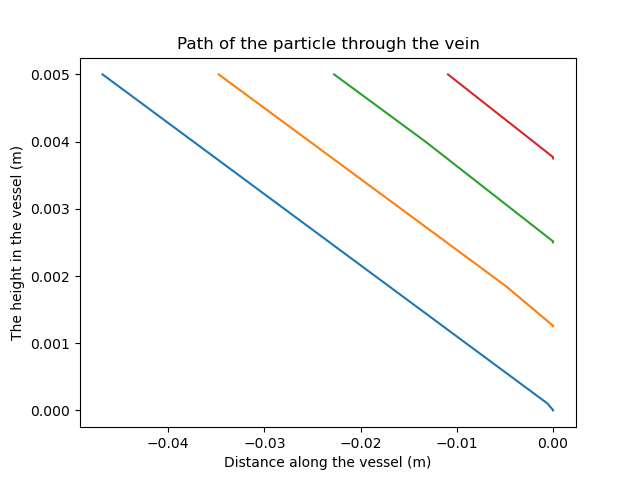 Path of the particle through the vein
0.005
0.004
0.003
0.002
0.001
0.000
The height in the vessel (m)
−0.04 −0.03 −0.02 −0.01 0.00
Distance along the vessel (m)